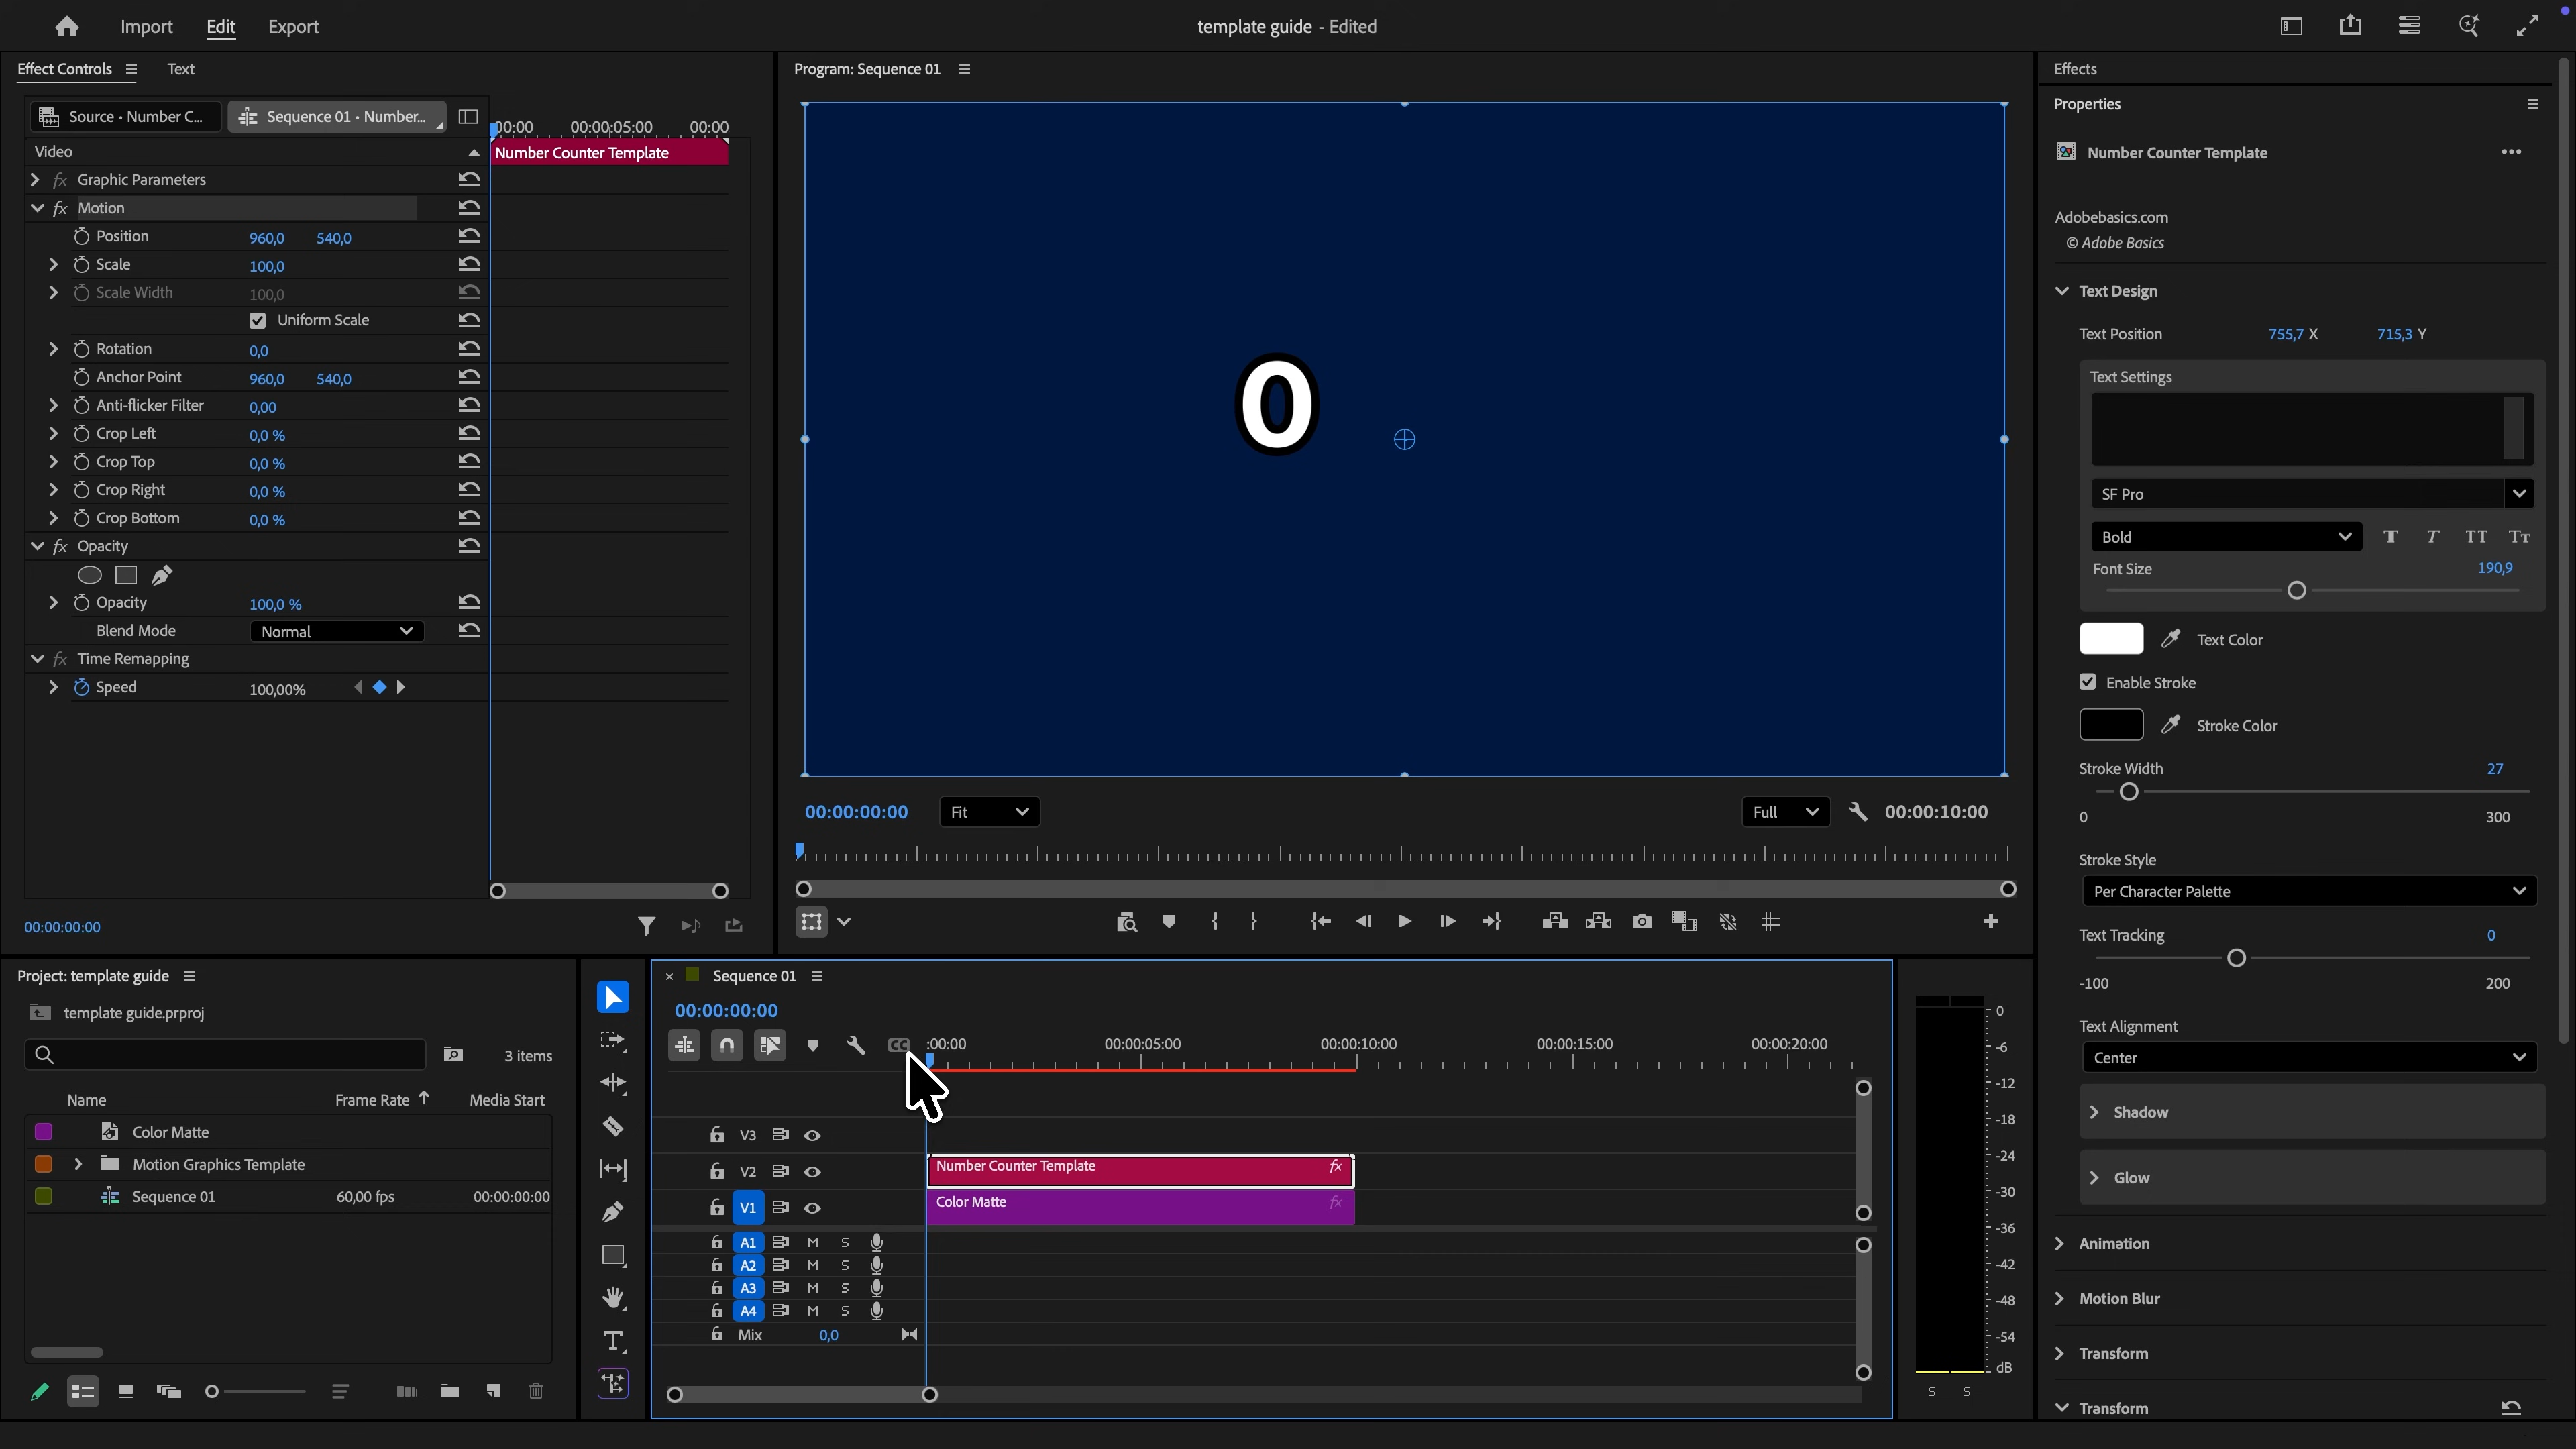 Import Edit Export
template guide - Edited
Effect Controls Text
Source • Number C... Sequence 01 • Number...
00:00 00:00:05:00 00:00
Video
Number Counter Template
fx Graphic Parameters
fx Motion
Position 960,0 540,0
Scale 100,0
Scale Width 100,0
Uniform Scale
Rotation 0,0
Anchor Point 960,0 540,0
Anti-flicker Filter 0,00
Crop Left 0,0 %
Crop Top 0,0 %
Crop Right 0,0 %
Crop Bottom 0,0 %
fx Opacity
Opacity 100,0 %
Blend Mode Normal
fx Time Remapping
Speed 100,00%
00:00:00:00
Program: Sequence 01
0
00:00:00:00 Fit Full 00:00:10:00
Effects
Properties
Number Counter Template
Adobebasics.com
© Adobe Basics
Text Design
Text Position 755,7 X 715,3 Y
Text Settings
SF Pro
Bold T T TT Tt
Font Size 190,9
Text Color
Enable Stroke
Stroke Color
Stroke Width 27
0 300
Stroke Style
Per Character Palette
Text Tracking 0
-100 200
Text Alignment
Center
Shadow
Glow
Animation
Motion Blur
Transform
Transform
Project: template guide
template guide.prproj
3 items
Name Frame Rate Media Start
Color Matte
Motion Graphics Template
Sequence 01 60,00 fps 00:00:00:00
T
× Sequence 01
00:00:00:00
CC :00:00 00:00:05:00 00:00:10:00 00:00:15:00 00:00:20:00
V3
V2 Number Counter Template fx
V1 Color Matte fx
A1 M S
A2 M S
A3 M S
A4 M S
Mix 0,0
0
-6
-12
-18
-24
-30
-36
-42
-48
-54
dB
S S